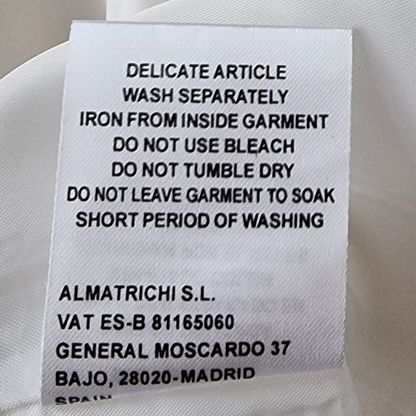 DELICATE ARTICLE
WASH SEPARATELY
IRON FROM INSIDE GARMENT
DO NOT USE BLEACH
DO NOT TUMBLE DRY
DO NOT LEAVE GARMENT TO SOAK
SHORT PERIOD OF WASHING
ALMATRICHI S.L.
VAT ES-B 81165060
GENERAL MOSCARDO 37
BAJO, 28020-MADRID
SPAIN